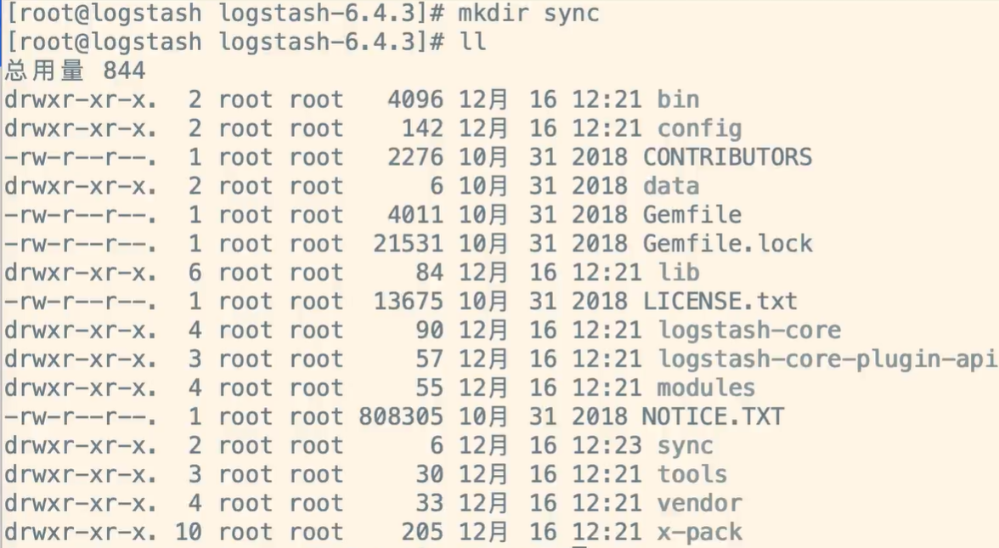 [root@logstash logstash-6.4.3]# mkdir sync
[root@logstash logstash-6.4.3]# ll
总用量 844
drwxr-xr-x.  2 root root   4096 12月 16 12:21 bin
drwxr-xr-x.  2 root root    142 12月 16 12:21 config
-rw-r--r--.  1 root root   2276 10月 31 2018 CONTRIBUTORS
drwxr-xr-x.  2 root root      6 10月 31 2018 data
-rw-r--r--.  1 root root   4011 10月 31 2018 Gemfile
-rw-r--r--.  1 root root  21531 10月 31 2018 Gemfile.lock
drwxr-xr-x.  6 root root     84 12月 16 12:21 lib
-rw-r--r--.  1 root root  13675 10月 31 2018 LICENSE.txt
drwxr-xr-x.  4 root root     90 12月 16 12:21 logstash-core
drwxr-xr-x.  3 root root     57 12月 16 12:21 logstash-core-plugin-api
drwxr-xr-x.  4 root root     55 12月 16 12:21 modules
-rw-r--r--.  1 root root 808305 10月 31 2018 NOTICE.TXT
drwxr-xr-x.  2 root root      6 12月 16 12:23 sync
drwxr-xr-x.  3 root root     30 12月 16 12:21 tools
drwxr-xr-x.  4 root root     33 12月 16 12:21 vendor
drwxr-xr-x. 10 root root    205 12月 16 12:21 x-pack